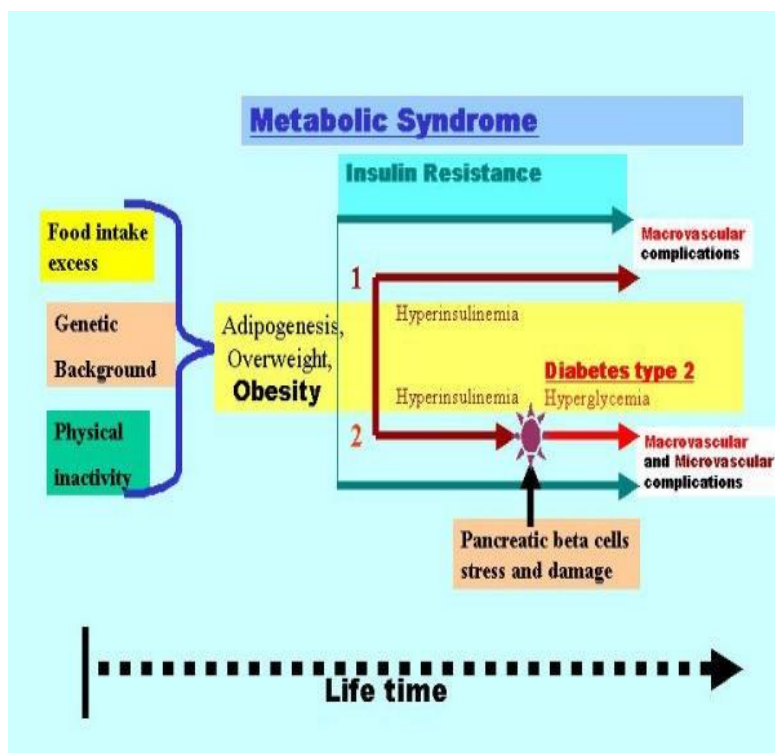 Metabolic Syndrome
Insulin Resistance
Food intake
excess
Genetic
Background
Physical
inactivity
Adipogenesis,
Overweight,
Obesity
1
Hyperinsulinemia
Macrovascular
complications
2
Hyperinsulinemia
Diabetes type 2
Hyperglycemia
Macrovascular
and Microvascular
complications
Pancreatic beta cells
stress and damage
Life time